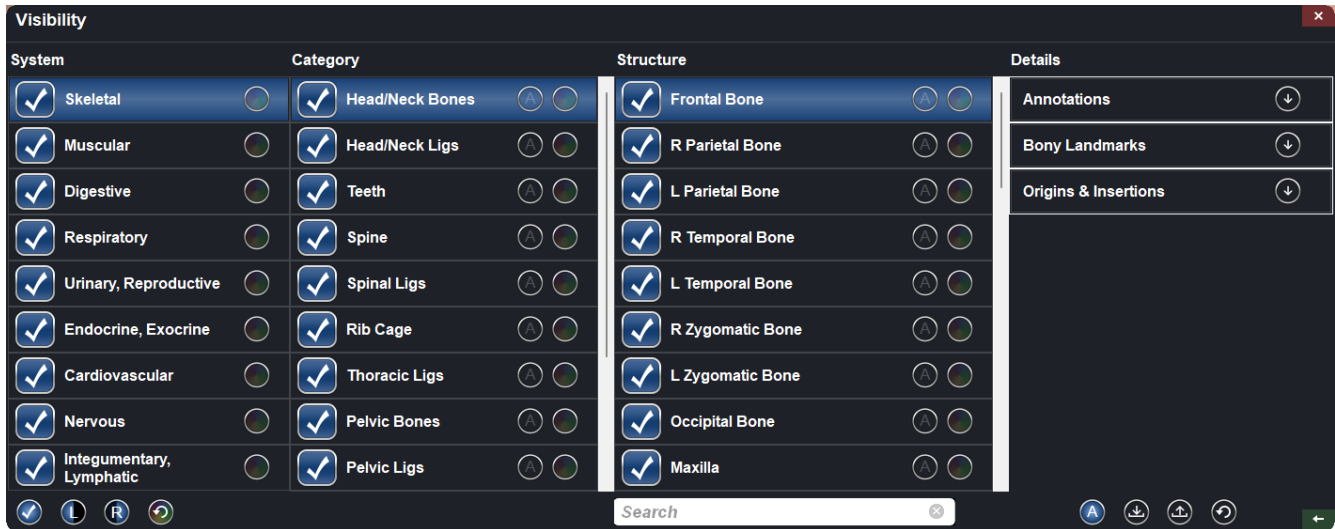 Visibility
System
Category
Structure
Details
Skeletal
Head/Neck Bones
A
Frontal Bone
A
Annotations
Muscular
Head/Neck Ligs
A
R Parietal Bone
A
Bony Landmarks
Digestive
Teeth
A
L Parietal Bone
A
Origins & Insertions
Respiratory
Spine
A
R Temporal Bone
A
Urinary, Reproductive
Spinal Ligs
A
L Temporal Bone
A
Endocrine, Exocrine
Rib Cage
A
R Zygomatic Bone
A
Cardiovascular
Thoracic Ligs
A
L Zygomatic Bone
A
Nervous
Pelvic Bones
A
Occipital Bone
A
Integumentary,
Lymphatic
Pelvic Ligs
A
Maxilla
A
L
R
Search
A